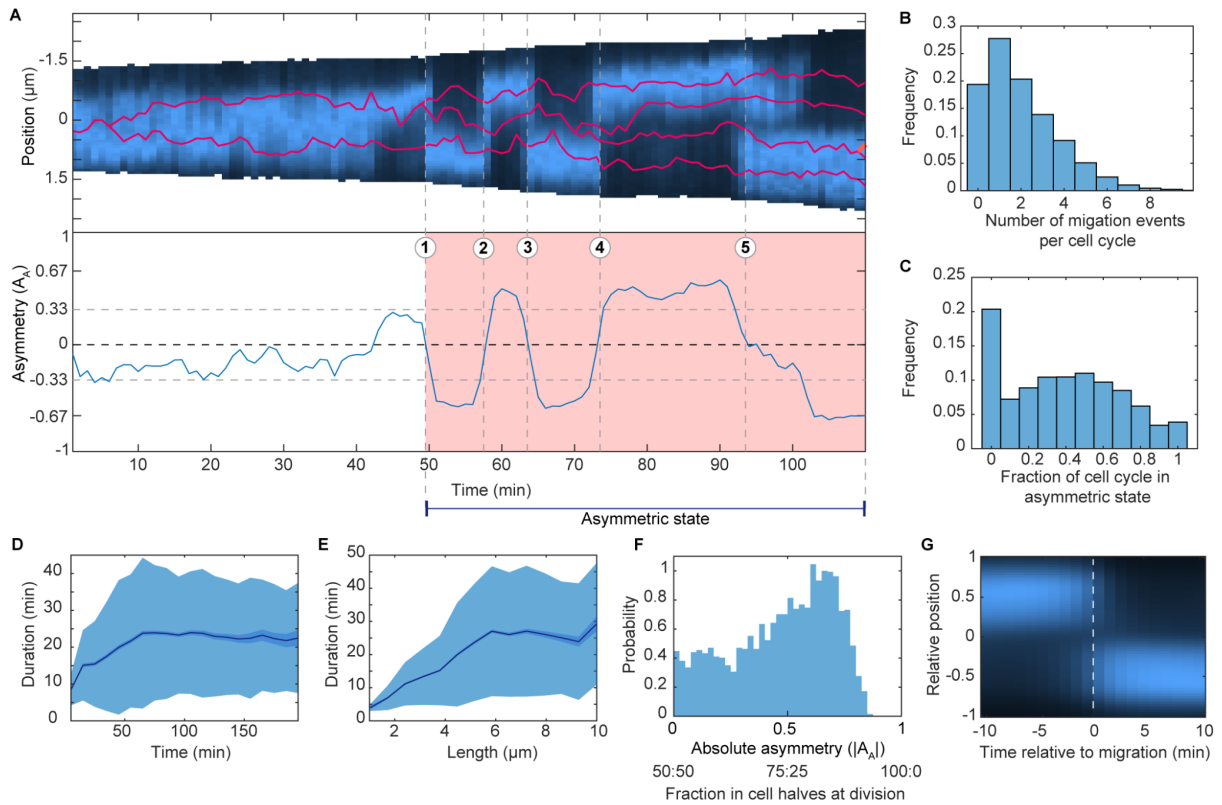 A
Position (µm)
-1.5
0
1.5
1
0.67
0.33
0
-0.33
-0.67
-1
Asymmetry (A_A)
1
2
3
4
5
10 20 30 40 50 60 70 80 90 100
Time (min)
Asymmetric state
B
Frequency
0.3
0.25
0.2
0.15
0.1
0.05
0
0 2 4 6 8
Number of migation events
per cell cycle
C
Frequency
0.25
0.20
0.15
0.1
0.05
0
0 0.2 0.4 0.6 0.8 1
Fraction of cell cycle in
asymmetric state
D
Duration (min)
40
30
20
10
0
50 100 150
Time (min)
E
Duration (min)
50
40
30
20
10
0
2 4 6 8 10
Length (µm)
F
Probability
1
0.8
0.6
0.4
0.2
0
0 0.5 1
Absolute asymmetry (|A_A|)
50:50 75:25 100:0
Fraction in cell halves at division
G
Relative position
1
0.5
0
-0.5
-1
-10 -5 0 5 10
Time relative to migration (min)